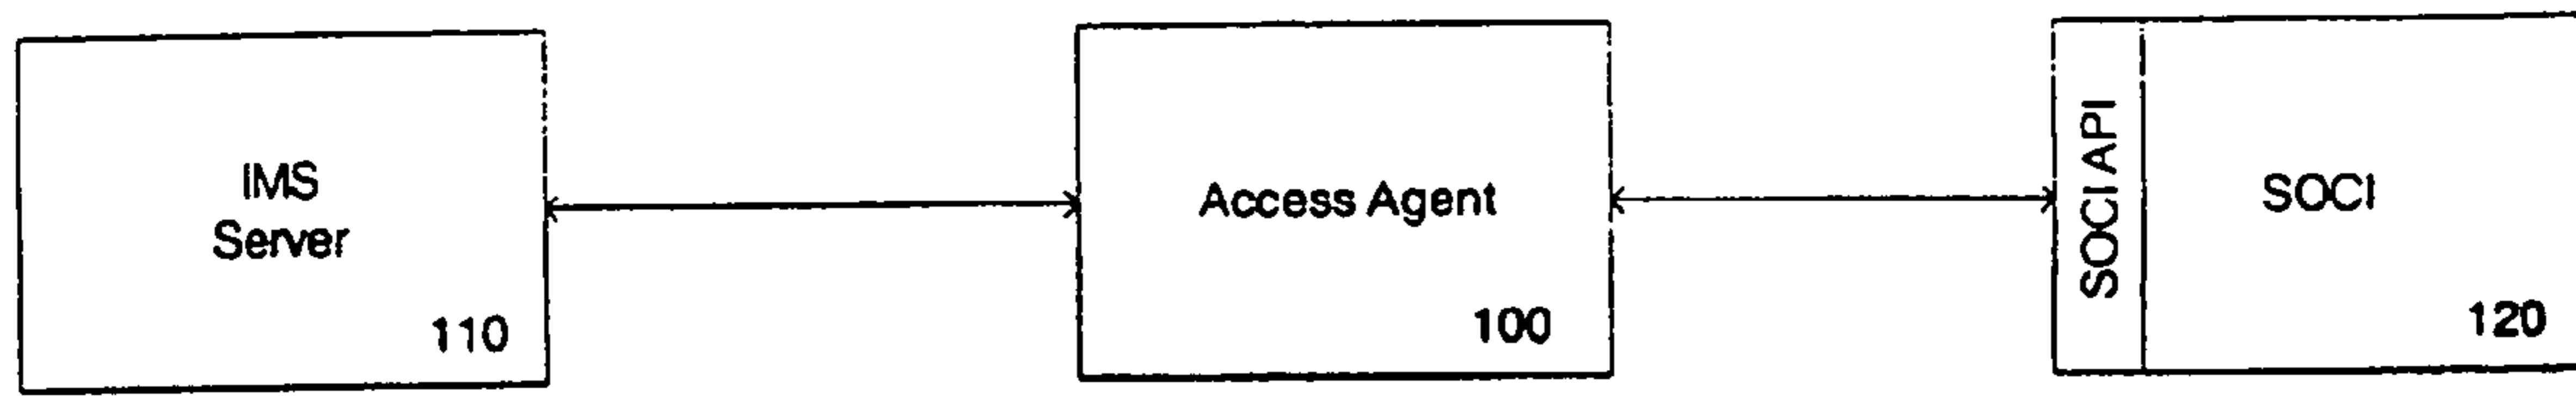 IMS
Server
110
Access Agent
100
SOCI API
SOCI
120